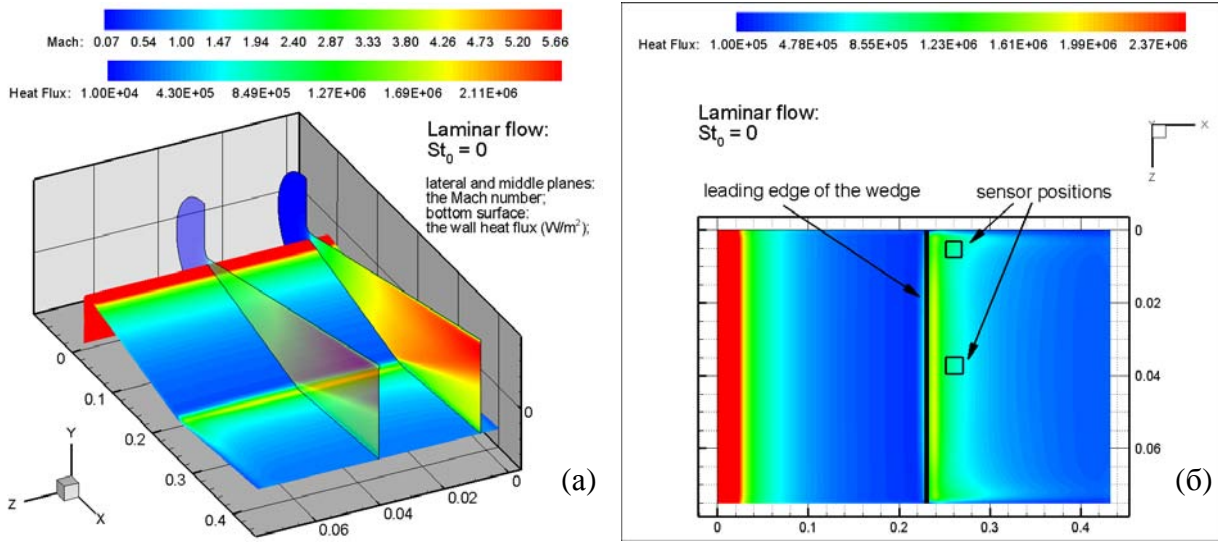 Mach: 0.07 0.54 1.00 1.47 1.94 2.40 2.87 3.33 3.80 4.26 4.73 5.20 5.66
Heat Flux: 1.00E+04 4.30E+05 8.49E+05 1.27E+06 1.69E+06 2.11E+06
Laminar flow:
St₀ = 0
lateral and middle planes:
the Mach number;
bottom surface:
the wall heat flux (W/m²);
0
0.1
0.2
0.3
0.4
0.06
0.04
0.02
0
0
Y
Z
X
(а)
Heat Flux: 1.00E+05 4.78E+05 8.55E+05 1.23E+06 1.61E+06 1.99E+06 2.37E+06
Laminar flow:
St₀ = 0
Y X
Z
leading edge of the wedge
sensor positions
0
0.02
0.04
0.06
0 0.1 0.2 0.3 0.4
(б)